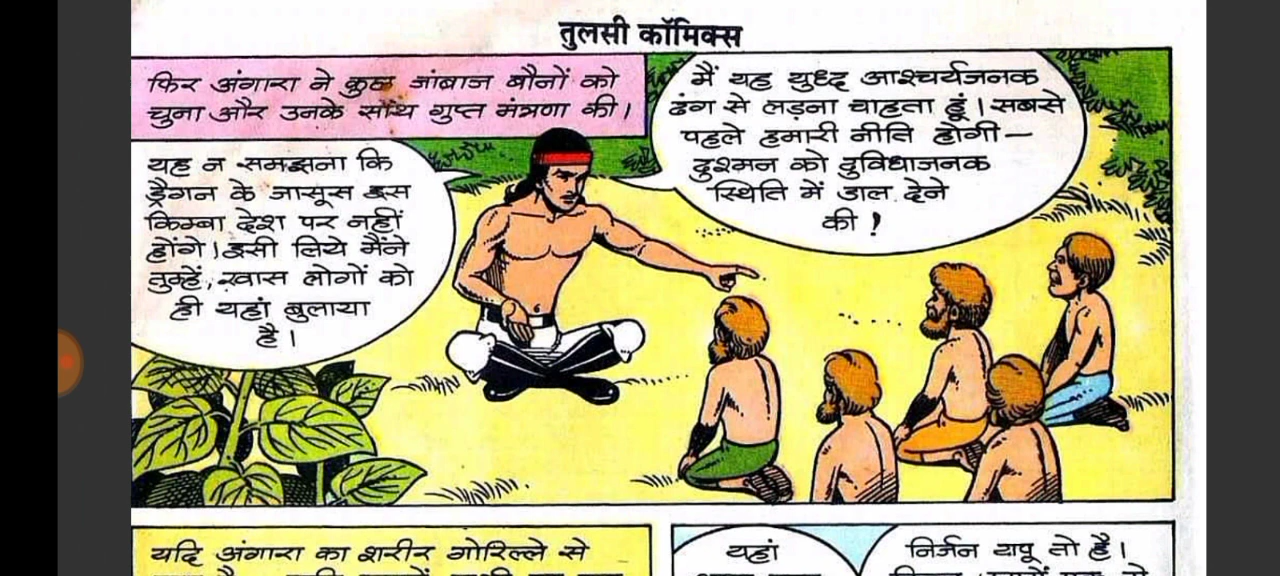 तुलसी कॉमिक्स
फिर अंगारा ने कुछ जांबाज बौनों को
चुना और उनके साथ गुप्त मंत्रणा की।
यह न समझना कि
ड्रैगन के जासूस इस
किम्बा देश पर नहीं
होंगे। इसी लिये मैंने
तुम्हें, खास लोगों को
ही यहां बुलाया
है।
मैं यह युध्द आश्चर्यजनक
ढंग से लड़ना चाहता हूं। सबसे
पहले हमारी नीति होगी—
दुश्मन को दुविधाजनक
स्थिति में डाल देने
की!
यदि अंगारा का शरीर गोरिल्ले से
यहां
निर्जन टापू तो है।